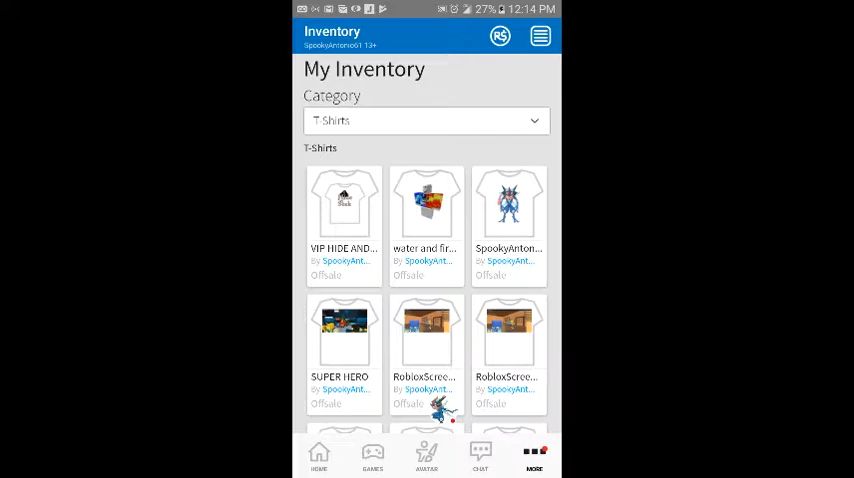 27% 12:14 PM
Inventory
SpookyAntonio61 13+
R$
My Inventory
Category
T-Shirts
T-Shirts
VIP HIDE AND... water and fir... SpookyAnton...
By SpookyAnt... By SpookyAnt... By SpookyAnt...
Offsale Offsale Offsale
SUPER HERO RobloxScree... RobloxScree...
By SpookyAnt... By SpookyAnt... By SpookyAnt...
Offsale Offsale Offsale
HOME GAMES AVATAR CHAT MORE